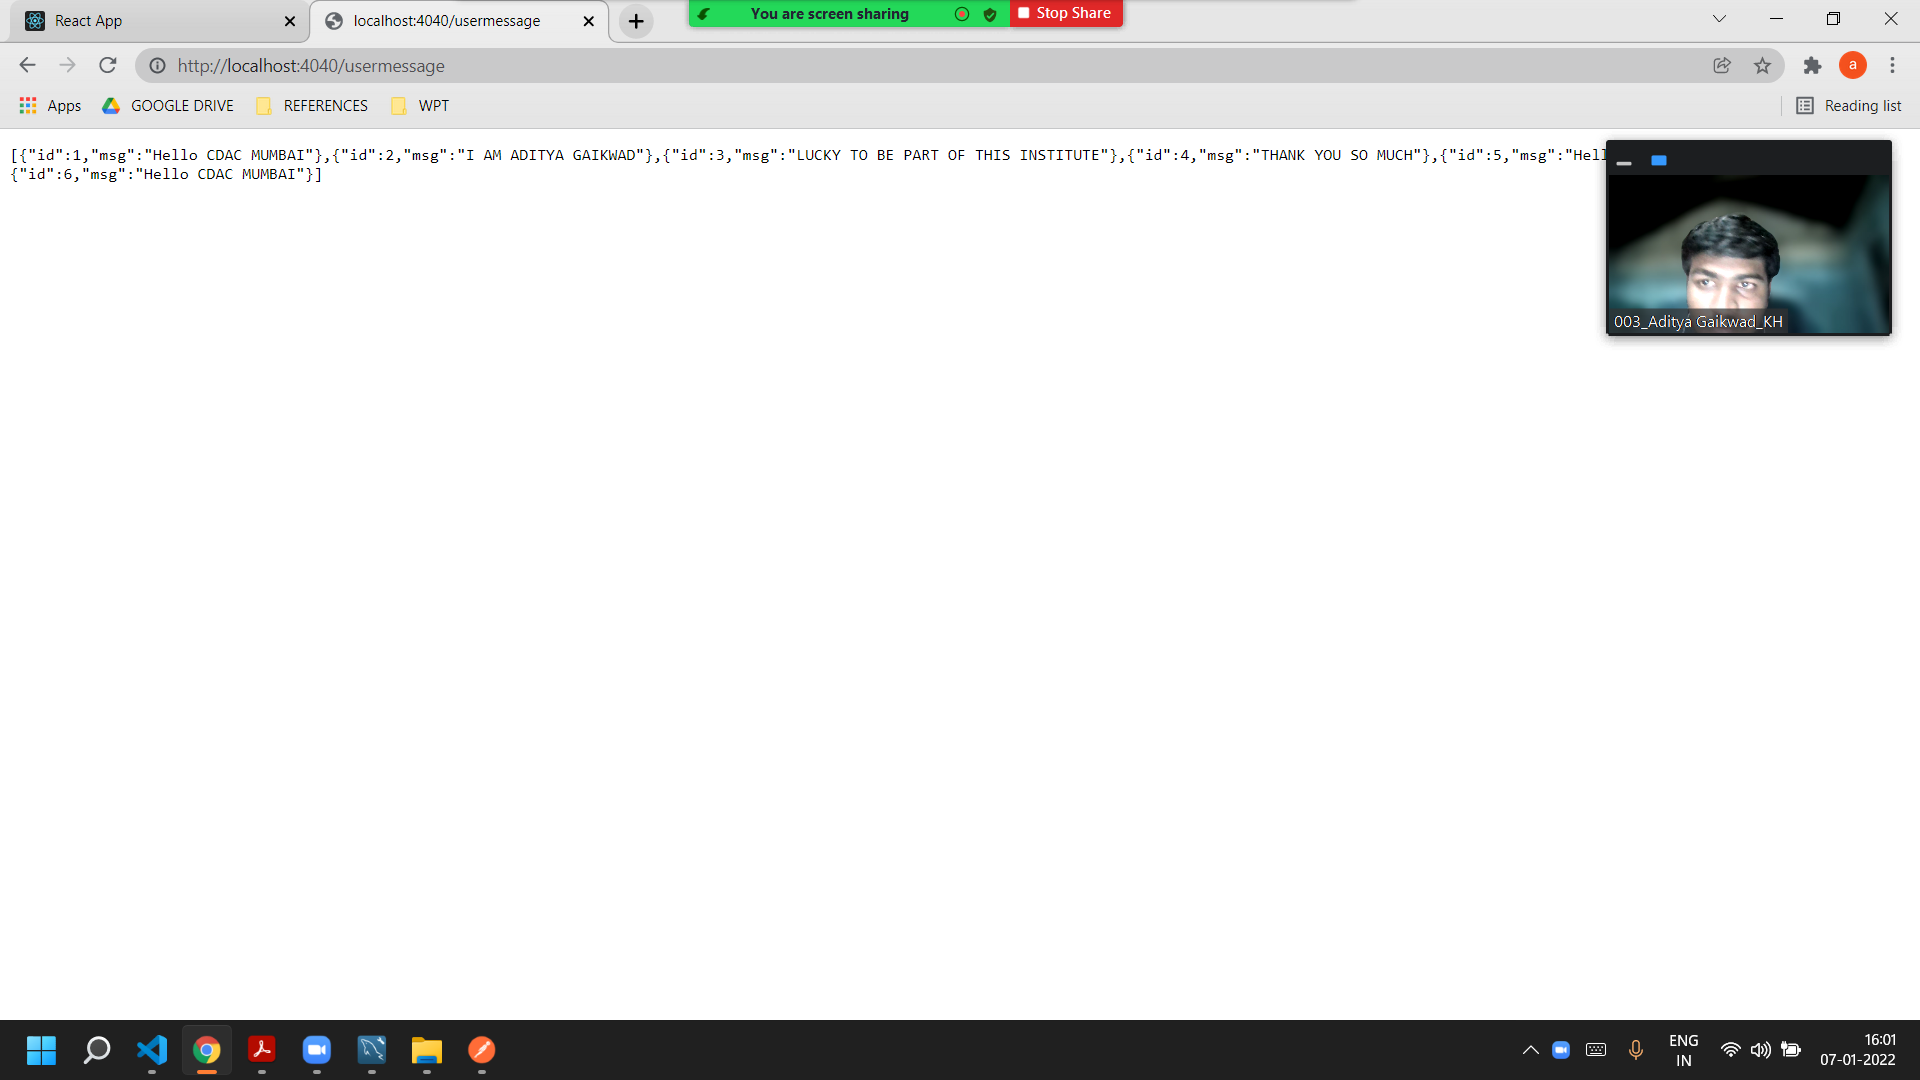 React App
localhost:4040/usermessage
You are screen sharing
Stop Share
http://localhost:4040/usermessage
a
Apps
GOOGLE DRIVE
REFERENCES
WPT
Reading list
[{"id":1,"msg":"Hello CDAC MUMBAI"},{"id":2,"msg":"I AM ADITYA GAIKWAD"},{"id":3,"msg":"LUCKY TO BE PART OF THIS INSTITUTE"},{"id":4,"msg":"THANK YOU SO MUCH"},{"id":5,"msg":"Hel
{"id":6,"msg":"Hello CDAC MUMBAI"}]
003_Aditya Gaikwad_KH
ENG
IN
16:01
07-01-2022